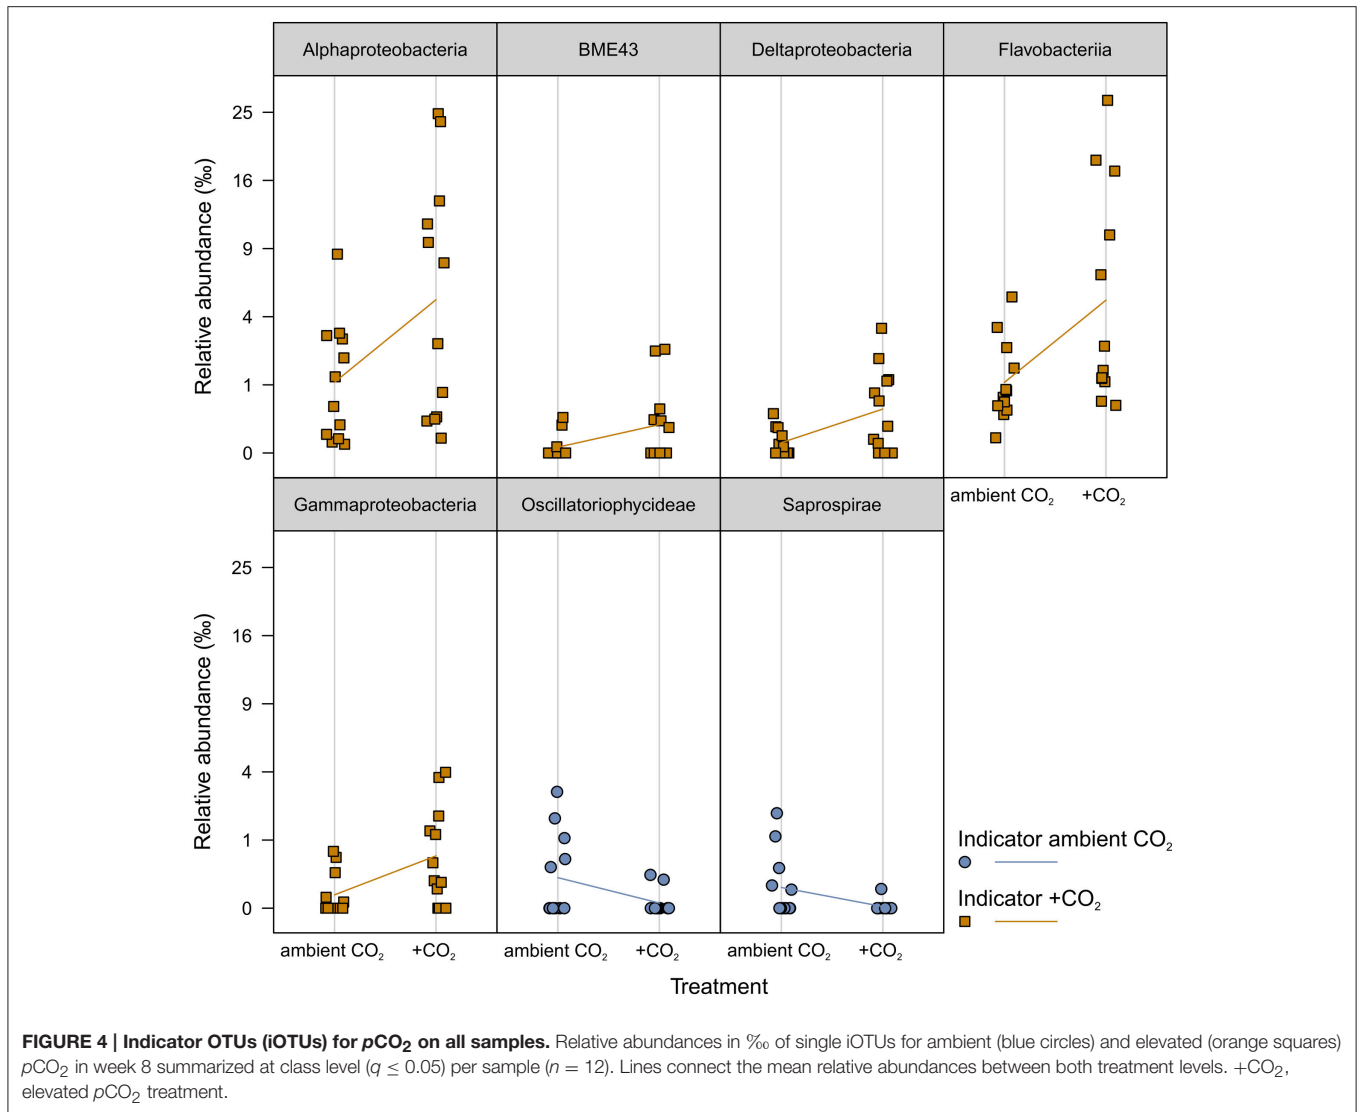 Alphaproteobacteria BME43 Deltaproteobacteria Flavobacteriia
Relative abundance (‰)
25
16
9
4
1
0
ambient CO₂ +CO₂
Gammaproteobacteria Oscillatoriophycideae Saprospirae
Relative abundance (‰)
25
16
9
4
1
0
ambient CO₂ +CO₂ ambient CO₂ +CO₂ ambient CO₂ +CO₂
Treatment
Indicator ambient CO₂
Indicator +CO₂
FIGURE 4 | Indicator OTUs (iOTUs) for pCO₂ on all samples. Relative abundances in ‰ of single iOTUs for ambient (blue circles) and elevated (orange squares)
pCO₂ in week 8 summarized at class level (q ≤ 0.05) per sample (n = 12). Lines connect the mean relative abundances between both treatment levels. +CO₂,
elevated pCO₂ treatment.